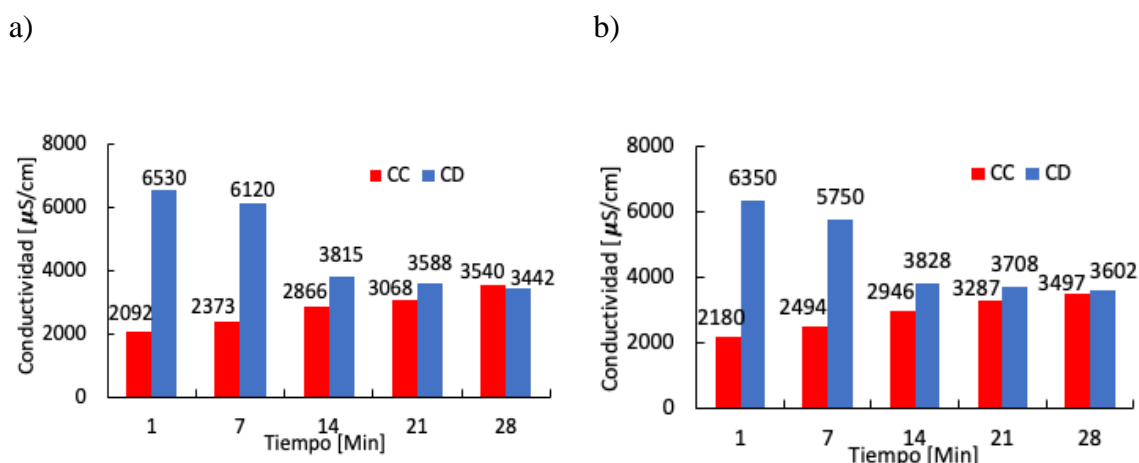 a)
b)
Conductividad [ µS/cm]
8000
6000
4000
2000
0
CC CD
2092 6530
2373 6120
2866 3815
3068 3588
3540 3442
1 7 14 21 28
Tiempo [Min]
Conductividad [ µS/cm]
8000
6000
4000
2000
0
CC CD
2180 6350
2494 5750
2946 3828
3287 3708
3497 3602
1 7 14 21 28
Tiempo [Min]